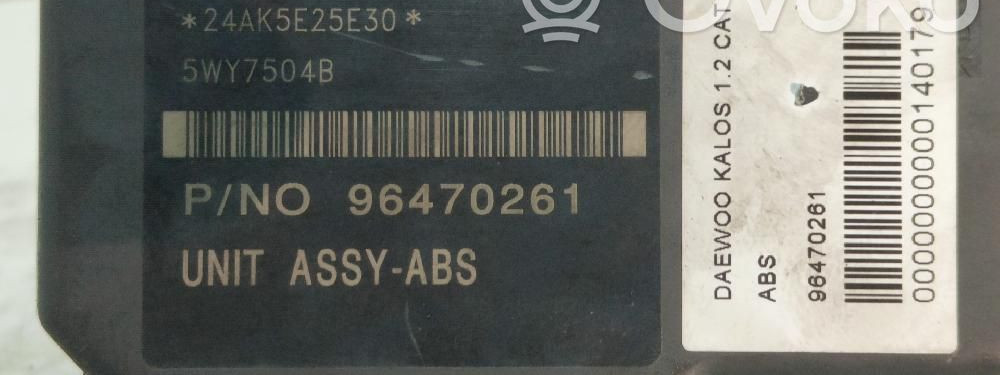 *24AK5E25E30*
5WY7504B
P/NO 96470261
UNIT ASSY-ABS
DAEWOO KALOS 1.2 CAT
ABS
96470261
0000000000140179